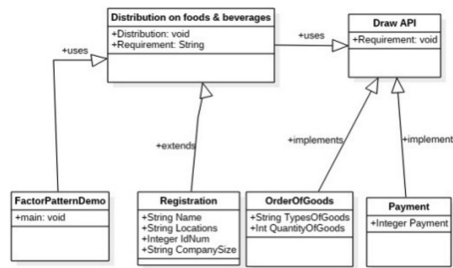 Distribution on foods & beverages
+Distribution: void
+Requirement: String
+uses
Draw API
+Requirement: void
+uses
+extends
+implements
+implement
FactorPatternDemo
+main: void
Registration
+String Name
+String Locations
+Integer IdNum
+String CompanySize
OrderOfGoods
+String TypesOfGoods
+Int QuantityOfGoods
Payment
+Integer Payment